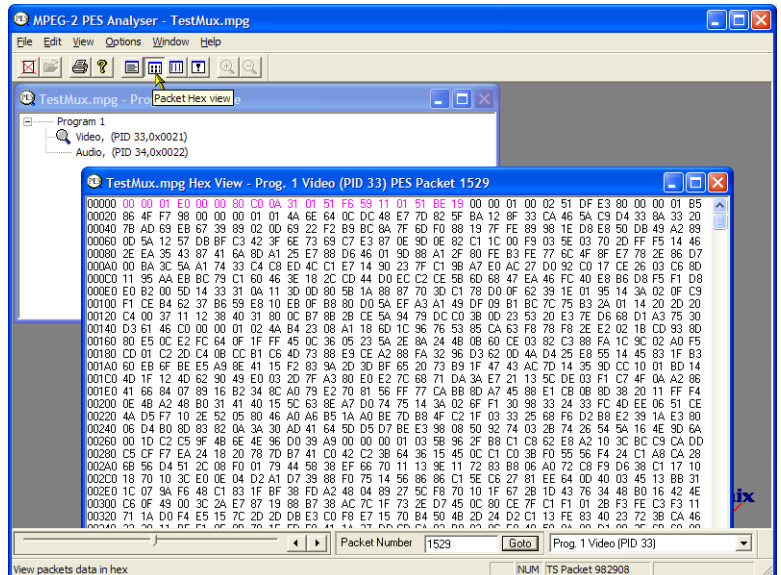 MPEG-2 PES Analyser - TestMux.mpg
File Edit View Options Window Help
TestMux.mpg - Pro
Packet Hex view
Program 1
Video, (PID 33,0x0021)
Audio, (PID 34,0x0022)
TestMux.mpg Hex View - Prog. 1 Video (PID 33) PES Packet 1529
00000 00 00 01 E0 00 00 80 C0 0A 31 01 51 F6 59 11 01 51 BE 19 00 00 01 00 02 51 DF E3 80 00 00 01 B5
00020 86 4F F7 98 00 00 00 01 01 4A 6E 64 0C DC 48 E7 7D 82 5F BA 12 8F 33 CA 46 5A C9 D4 33 8A 33 20
00040 7B AD 69 EB 67 39 89 02 0D 69 22 F2 B9 BC 8A 7F 6D F0 88 19 7F FE 89 98 1E D8 E8 50 DB 49 A2 89
00060 0D 5A 12 57 DB BF C3 42 3F 6E 73 69 C7 E3 87 0E 9D 0E 82 C1 1C 00 F9 03 5E 03 70 2D FF F5 14 46
00080 2E EA 35 43 87 41 6A 8D A1 25 E7 88 D6 46 01 9D 88 A1 2F 80 FE B3 FE 77 6C 4F 8F E7 78 2E 86 D7
000A0 00 BA 3C 5A A1 74 33 C4 C8 ED 4C C1 E7 14 90 23 7F C1 9B A7 E0 AC 27 D0 92 C0 17 CE 26 03 C6 8D
000C0 11 95 AA EB BC 79 C1 60 46 3E 18 2C CD 44 D0 EC C2 CE 5B 6D 68 47 EA 46 FC 40 E8 B6 D8 F5 F1 D8
000E0 E0 B2 00 5D 14 33 31 0A 11 3D 0D 80 5B 1A 88 87 70 3D C1 78 D0 0F 62 39 1E 01 95 14 3A 02 0F C9
00100 F1 CE B4 62 37 B6 59 E8 10 EB 0F B8 80 D0 5A EF A3 A1 49 DF 09 B1 BC 7C 75 B3 2A 01 14 20 2D 20
00120 C4 00 37 11 12 38 40 31 80 0C B7 8B 2B CE 5A 94 79 DC C0 3B 0D 23 53 20 E3 7E D6 68 D1 A3 75 30
00140 D3 61 46 C0 00 00 01 02 4A B4 23 08 A1 18 6D 1C 96 76 53 85 CA 63 F8 78 F8 2E E2 02 1B CD 93 8D
00160 80 E5 0C E2 FC 64 0F 1F FF 45 0C 36 05 23 5A 2E 8A 24 4B 0B 60 CE 03 82 C3 88 FA 1C 9C 02 A0 F5
00180 CD 01 C2 2D C4 0B CC B1 C6 4D 73 88 E9 CE A2 88 FA 32 96 D3 62 0D 4A D4 25 E8 55 14 45 83 1F B3
001A0 60 EB 6F BE E5 A9 8E 41 15 F2 83 9A 2D 3D BF 65 20 73 B9 1F 47 43 AC 7D 14 35 9D CC 10 01 BD 14
001C0 4D 1F 12 4D 62 90 49 E0 03 2D 7F A3 80 E0 E2 7C 68 71 DA 3A E7 21 13 5C DE 03 F1 C7 4F 0A A2 86
001E0 41 66 84 07 89 16 B2 34 8C A0 79 E2 70 81 56 FF 77 CA BB 8D A7 45 88 E1 CB 0B 8D 38 20 11 FF F4
00200 0E 4B A2 48 B0 31 41 40 15 5C 63 8E A7 D0 74 75 14 3A 02 6F F1 30 98 33 24 33 FC 4D EE 06 51 CE
00220 4A D5 F7 10 2E 52 05 80 46 A0 A6 B5 1A A0 BE 7D B8 4F C2 1F 03 33 25 68 F6 D2 B8 E2 39 1A E3 80
00240 06 D4 B0 8D 83 82 0A 3A 30 AD 41 64 5D D5 D7 BE E3 98 08 50 92 74 03 2B 74 26 54 5A 16 4E 9D 6A
00260 00 1D C2 C5 9F 4B 6E 4E 96 D0 39 A9 00 00 00 01 03 5B 96 2F B8 C1 C8 62 E8 A2 10 3C BC C9 CA DD
00280 C5 CF F7 EA 24 18 20 78 7D B7 41 C0 42 C2 3B 64 36 15 45 0C C1 C0 3B F0 55 56 F4 24 C1 A8 CA 28
002A0 6B 56 D4 51 2C 08 F0 01 79 44 58 38 EF 66 70 11 13 9E 11 72 83 B8 06 A0 72 C8 F9 D6 38 C1 17 10
002C0 18 70 10 3C E0 0E 04 D2 A1 D7 39 88 F0 75 14 56 86 86 C1 5E C6 27 81 EE 64 0D 40 03 45 13 BB 31
002E0 1C 07 9A F6 48 C1 83 1F BF 38 FD A2 48 04 89 27 5C F8 70 10 1F 67 2B 1D 43 76 34 48 B0 16 42 4E
00300 C6 0F 49 00 3C 2A E7 87 19 88 B7 38 AC 7C 1F 73 2E D7 45 0C 80 CE 7F C1 F1 01 2B F3 FE C3 F3 11
00320 71 1A D0 F4 E5 15 7C 2D 2D DB E3 C0 F8 E7 15 70 B4 50 4B 2D 24 D2 C1 13 FE 83 40 23 72 3B CA 46
Packet Number 1529 Goto Prog. 1 Video (PID 33)
View packets data in hex NUM TS Packet 982908